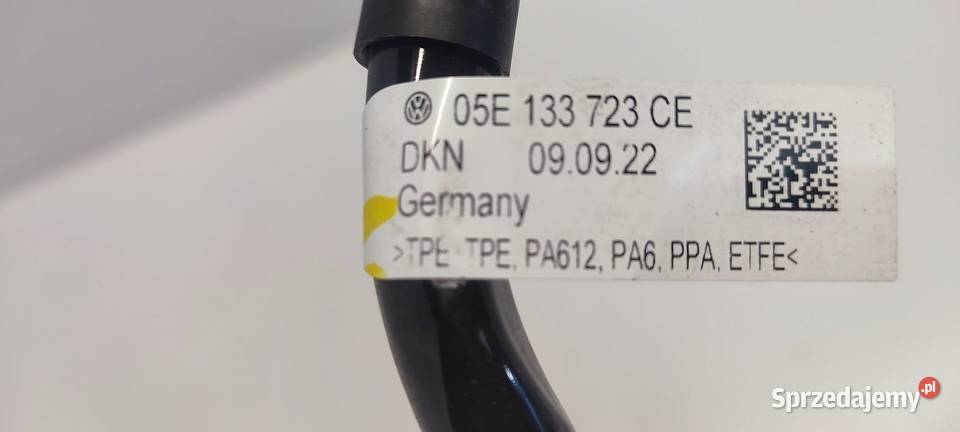 05E 133 723 CE
DKN 09.09.22
Germany
>TPE-TPE, PA612, PA6, PPA, ETFE<
Sprzedajemy.pl